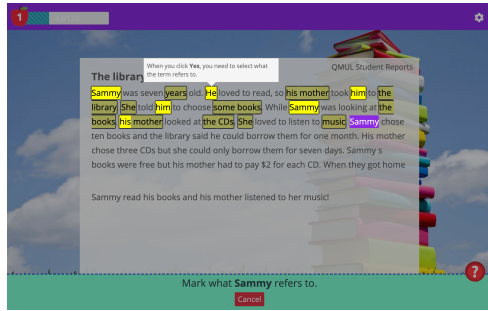 1
When you click Yes, you need to select what
the term refers to.
QMUL Student Reports
The library
Sammy was seven years old. He loved to read, so his mother took him to the
library. She told him to choose some books. While Sammy was looking at the
books, his mother looked at the CDs. She loved to listen to music. Sammy chose
ten books and the library said he could borrow them for one month. His mother
chose three CDs but she could only borrow them for seven days. Sammy s
books were free but his mother had to pay $2 for each CD. When they got home
Sammy read his books and his mother listened to her music!
?
Mark what Sammy refers to.
Cancel